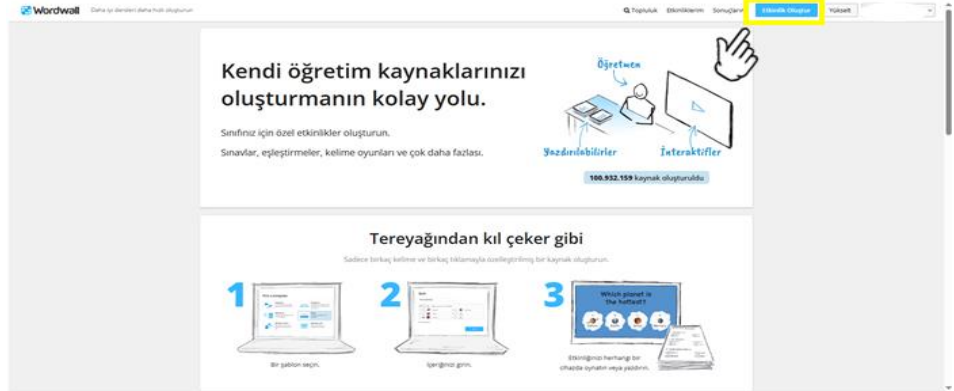 Wordwall Daha iyi dersleri daha hızlı oluşturun
Topluluk Etkinliklerim Sonuçlarım Etkinlik Oluştur Yükselt
Kendi öğretim kaynaklarınızı
oluşturmanın kolay yolu.
Sınıfınız için özel etkinlikler oluşturun.
Sınavlar, eşleştirmeler, kelime oyunları ve çok daha fazlası.
Öğretmen
Yazdırılabilirler
İnteraktifler
100.932.159 kaynak oluşturuldu
Tereyağından kıl çeker gibi
Sadece birkaç kelime ve birkaç tıklamayla özelleştirilmiş bir kaynak oluşturun.
1
2
3
Which planet is
the hottest?
Bir şablon seçin.
İçeriğinizi girin.
Etkinliğinizi herhangi bir
cihazda oynatın veya yazdırın.